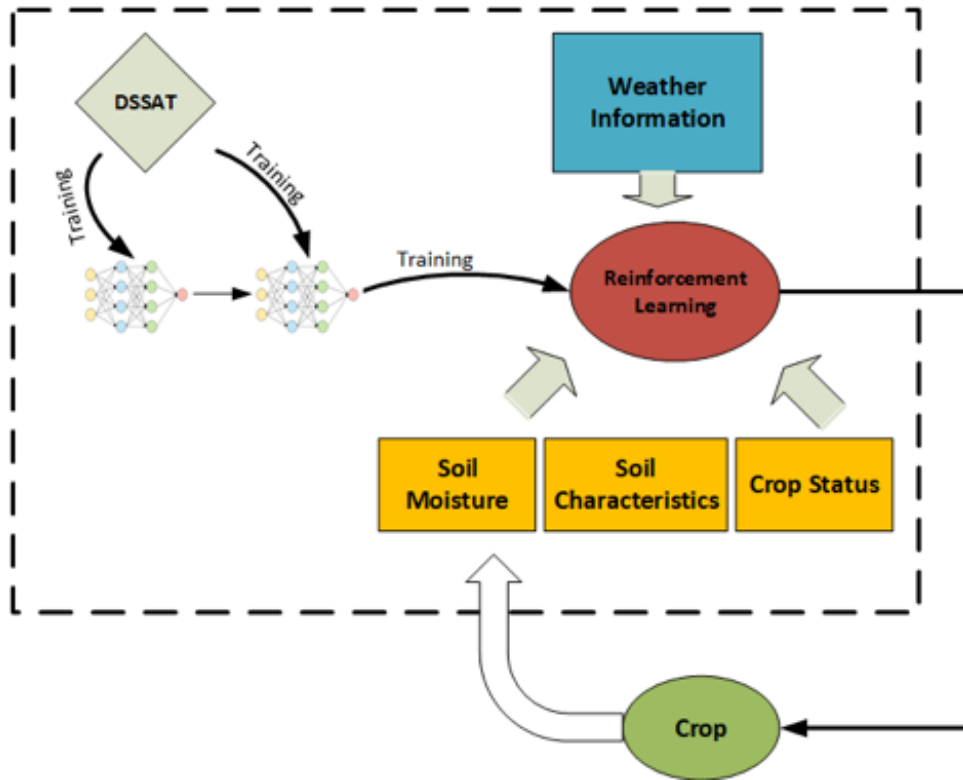 DSSAT
Weather
Information
Training
Training
Training
Reinforcement
Learning
Soil
Moisture
Soil
Characteristics
Crop Status
Crop